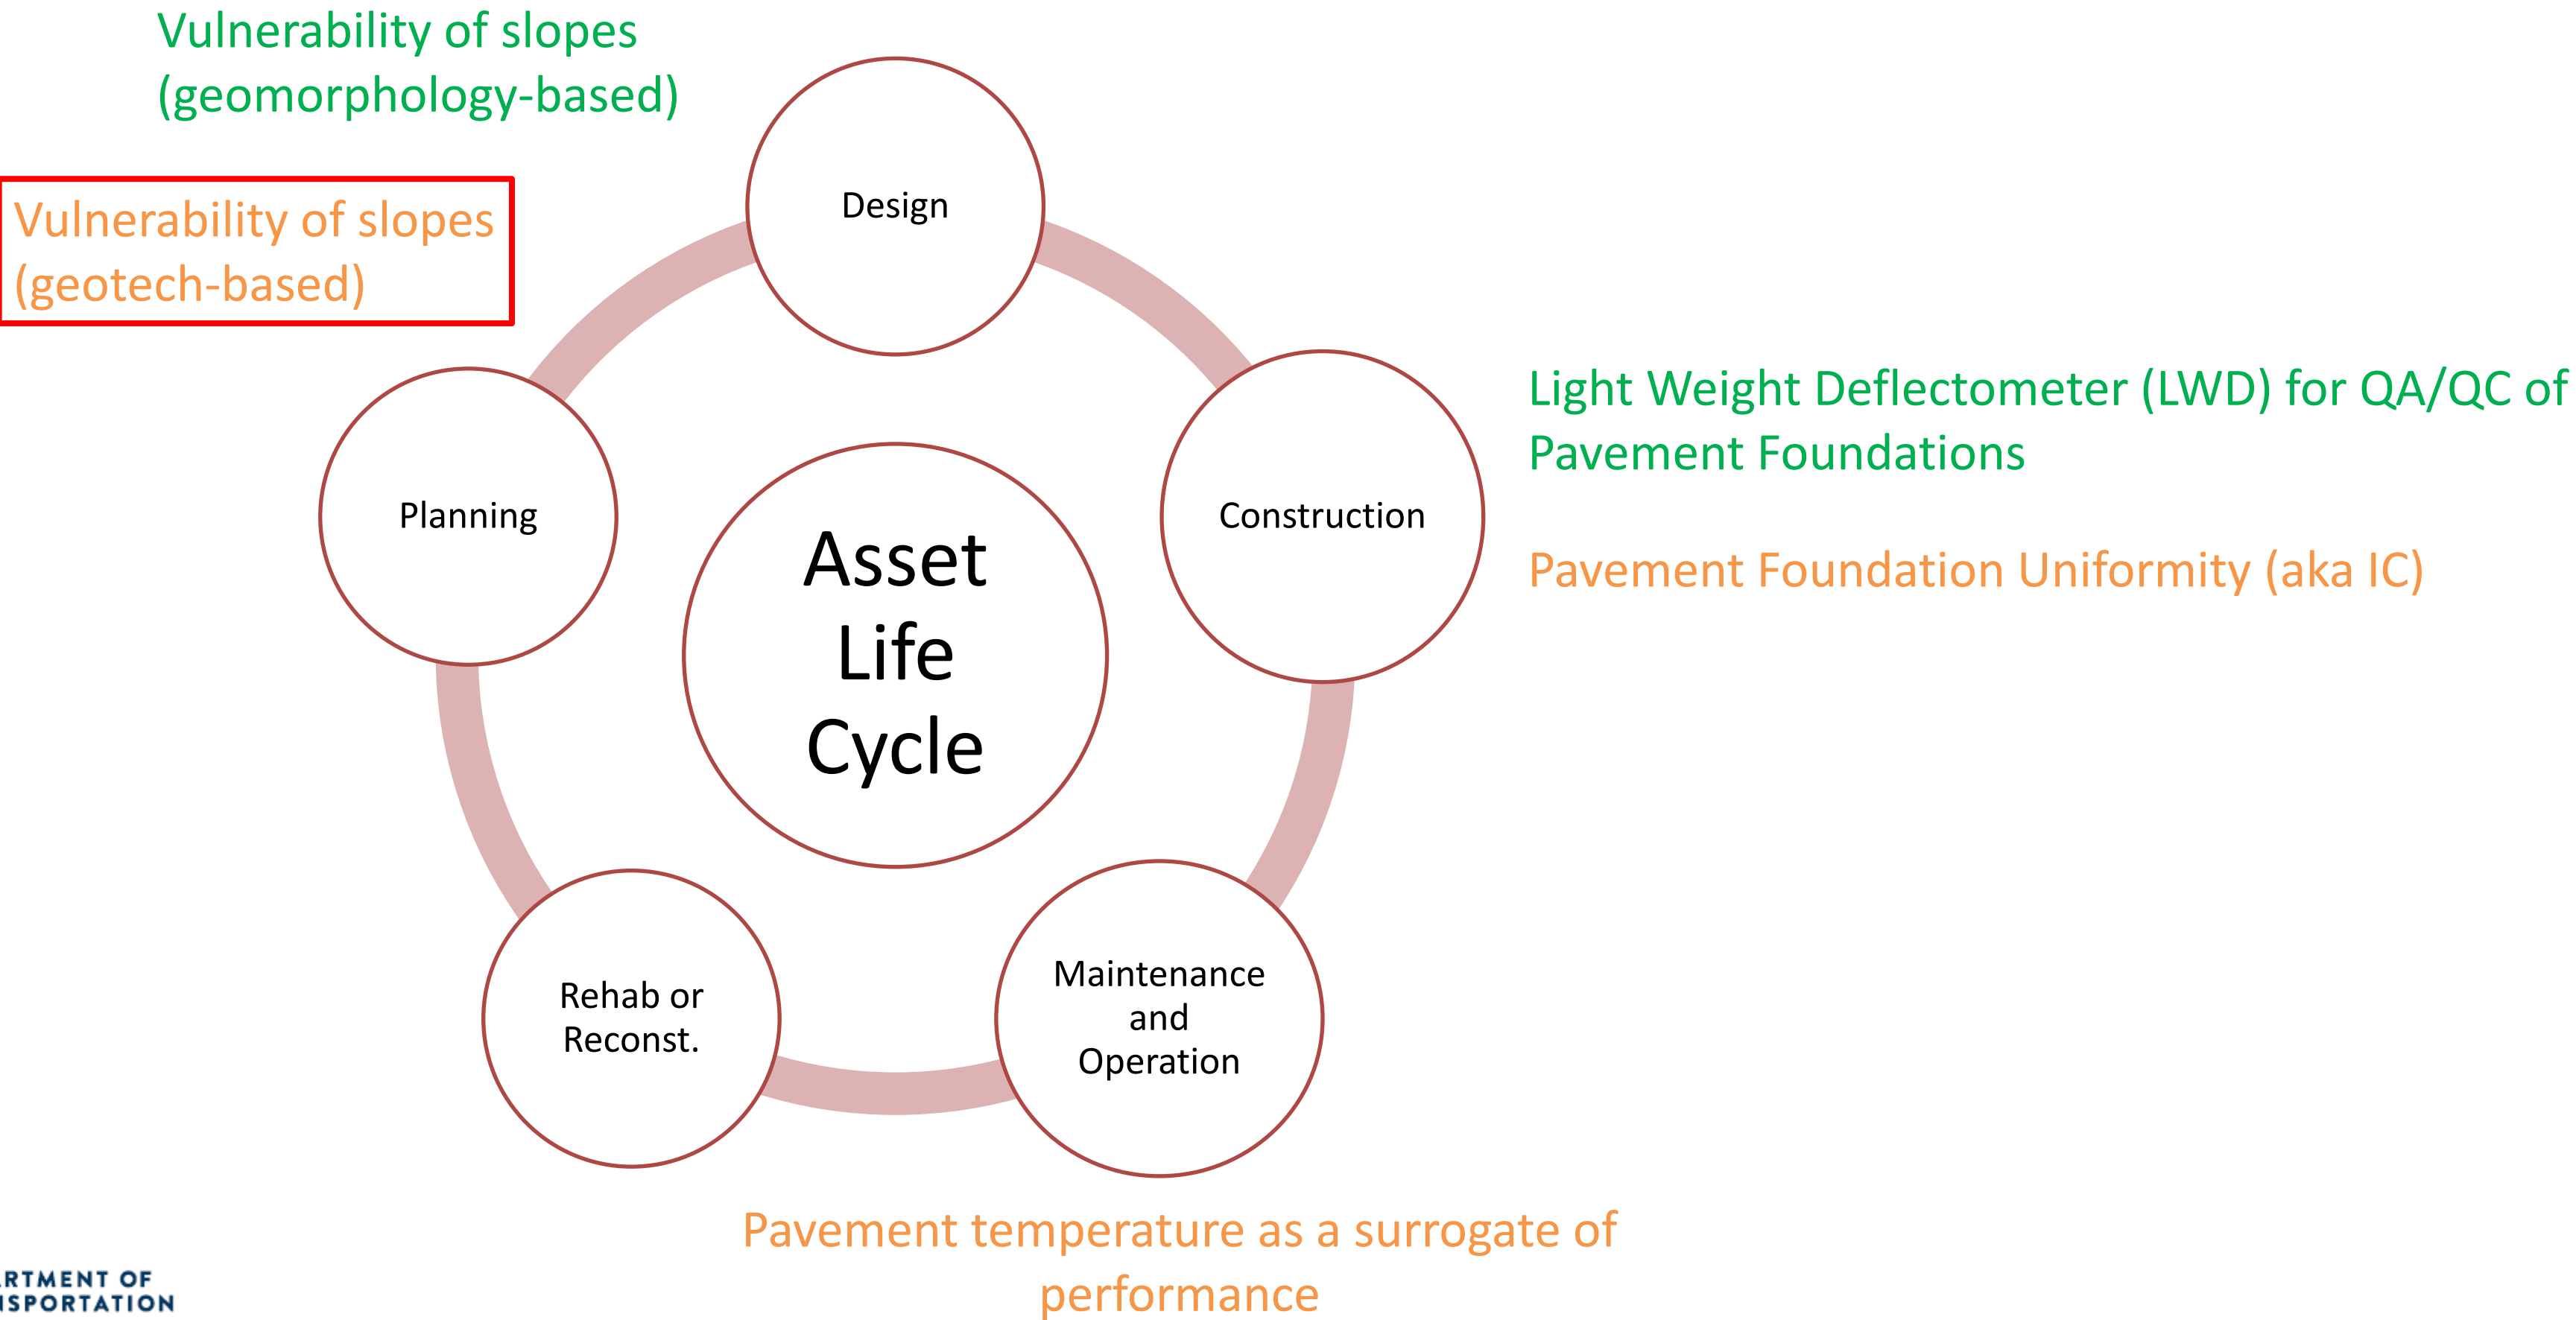 Vulnerability of slopes
(geomorphology-based)
Vulnerability of slopes
(geotech-based)
Design
Planning
Construction
Light Weight Deflectometer (LWD) for QA/QC of
Pavement Foundations
Pavement Foundation Uniformity (aka IC)
Asset
Life
Cycle
Rehab or
Reconst.
Maintenance
and
Operation
Pavement temperature as a surrogate of
performance
ARTMENT OF
NSPORTATION